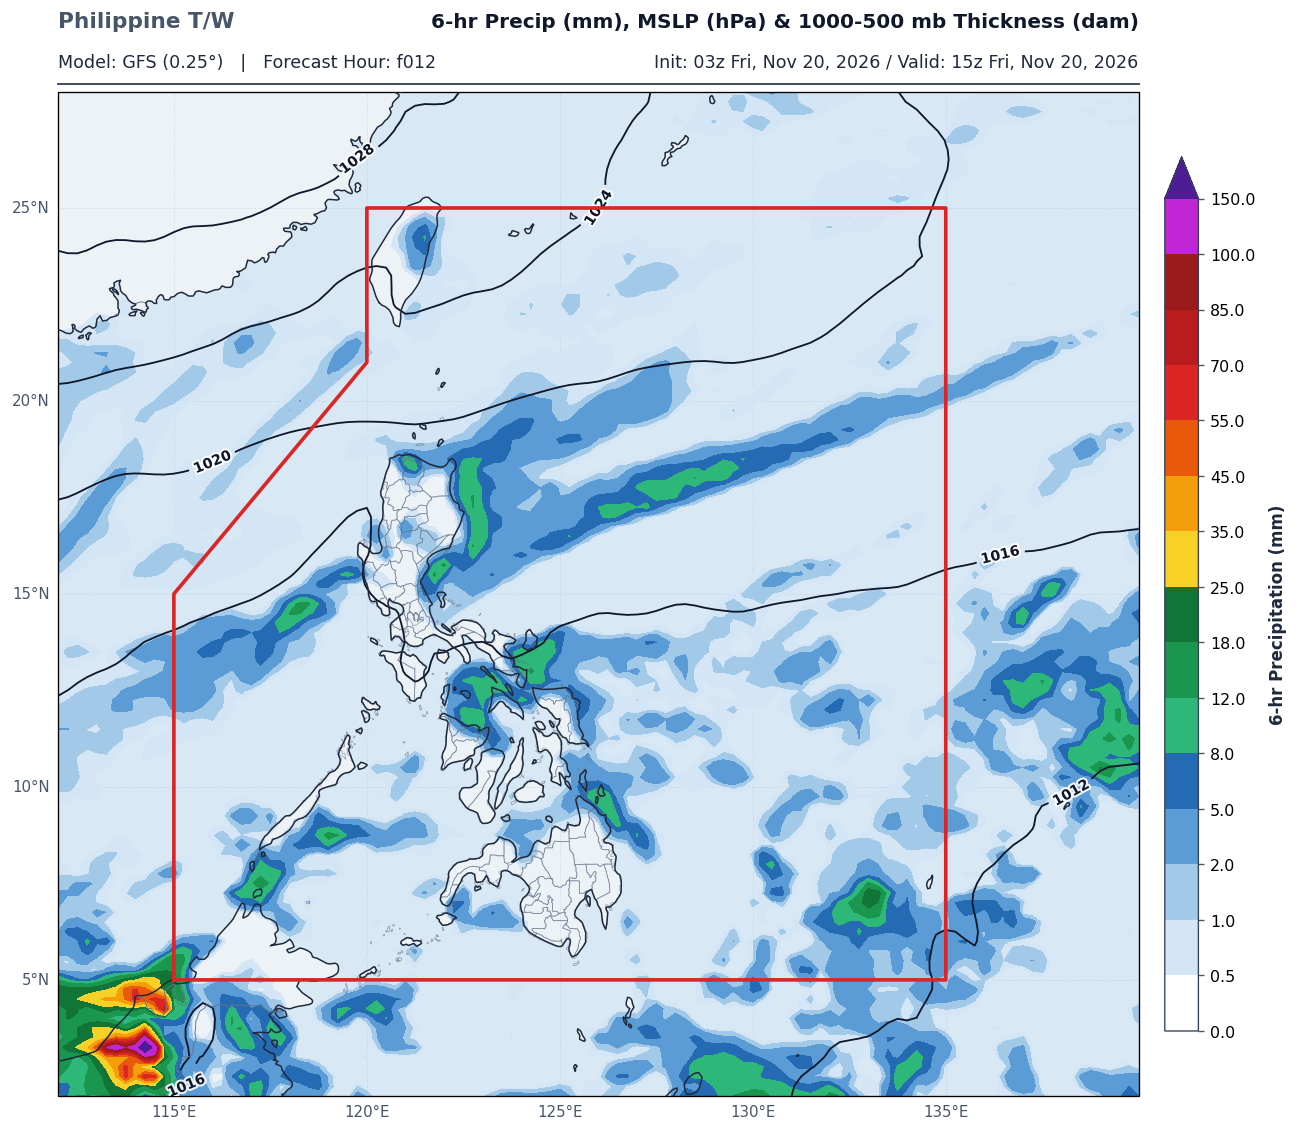 Philippine T/W
6-hr Precip (mm), MSLP (hPa) & 1000-500 mb Thickness (dam)
Model: GFS (0.25°) | Forecast Hour: f012
Init: 03z Fri, Nov 20, 2026 / Valid: 15z Fri, Nov 20, 2026
1028
1024
1020
1016
1012
1016
25°N
20°N
15°N
10°N
5°N
115°E
120°E
125°E
130°E
135°E
150.0
100.0
85.0
70.0
55.0
45.0
35.0
25.0
18.0
12.0
8.0
5.0
2.0
1.0
0.5
0.0
6-hr Precipitation (mm)